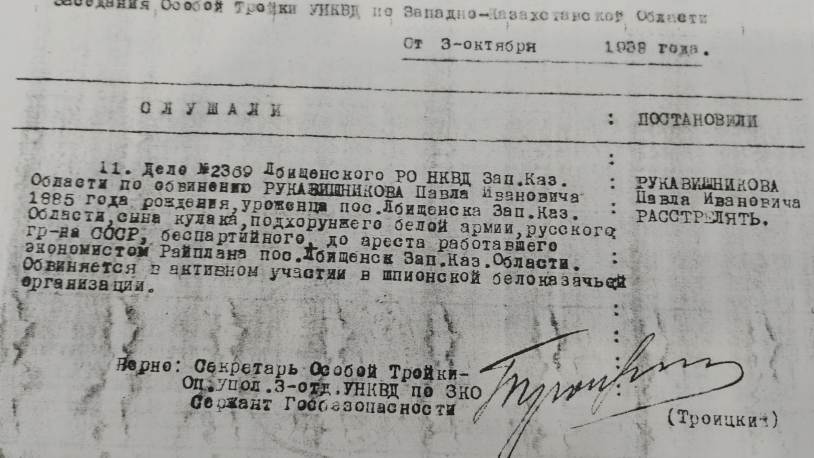 Заседания Особой Тройки УНКВД по Западно-Казахстанской Области
От 3-октября 1938 года.
СЛУШАЛИ : ПОСТАНОВИЛИ
11. Дело №2369 Лбищенского РО НКВД Зап.Каз. : РУКАВИШНИКОВА
Области по обвинению РУКАВИШНИКОВА Павла Ивановича Павла Ивановича
1885 года рождения,уроженца пос.Лбищенска Зап.Каз. : РАССТРЕЛЯТЬ.
Области,сына кулака,подхорунжего белой армии,русского
гр-на СССР, беспартийного, до ареста работавшего
экономистом Райплана пос.Лбищенск Зап.Каз.Области.
Обвиняется в активном участии в шпионской белоказачьей
организации.
Верно: Секретарь Особой Тройки-
Оп.Упол.3-отд.УНКВД по ЗКО
Сержант Госбезопасности
(Троицкий)